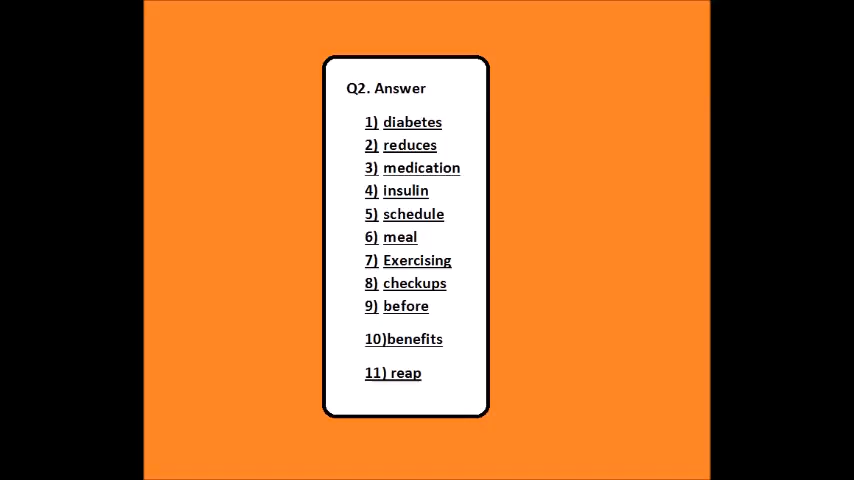 Q2. Answer
1) diabetes
2) reduces
3) medication
4) insulin
5) schedule
6) meal
7) Exercising
8) checkups
9) before
10)benefits
11) reap